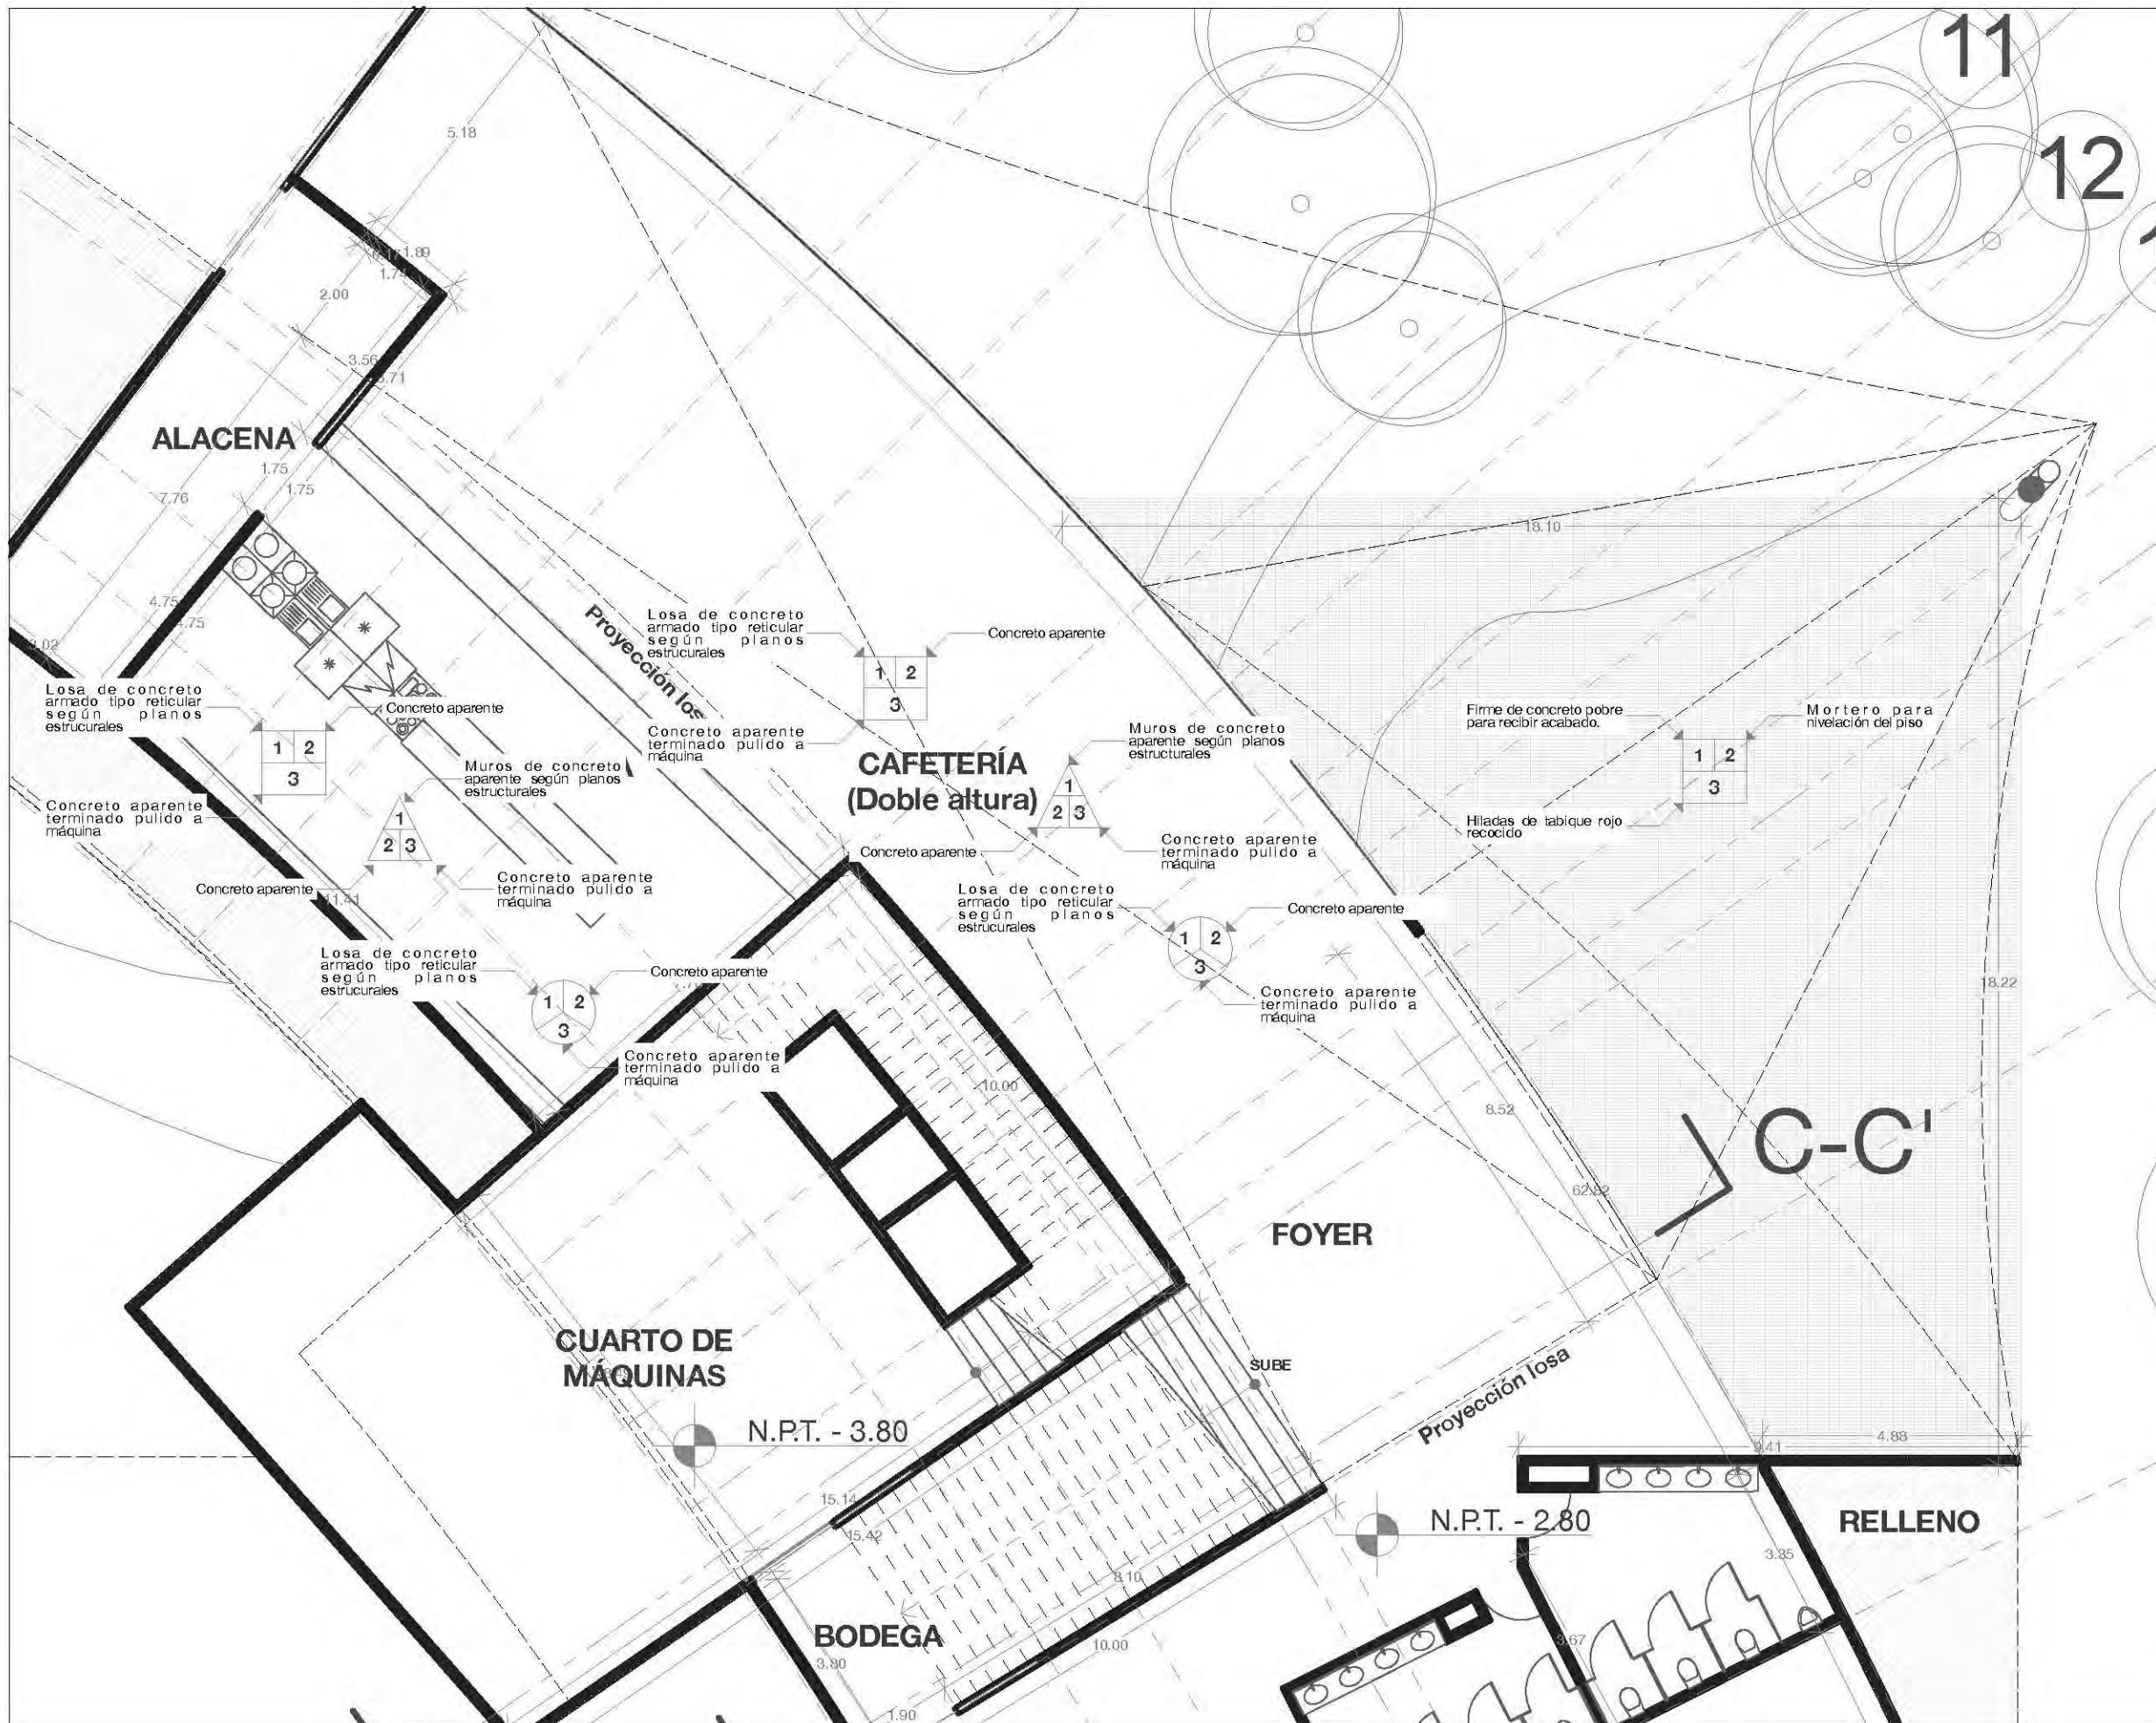 11
12
5.18
1.89
2.00
3.56
ALACENA
1.75
1.75
7.76
18.10
4.75
Proyección los
Losa de concreto
armado tipo reticular
según planos
estrucurales
1 2
3
Concreto aparente
Concreto aparente
terminado pulido a
máquina
Losa de concreto
armado tipo reticular
según planos
estrucurales
1 2
3
Concreto aparente
Concreto aparente
terminado pulido a
máquina
Muros de concreto
aparente según planos
estructurales
1
2 3
Concreto aparente
Concreto aparente
terminado pulido a
máquina
11.41
CAFETERÍA
(Doble altura)
Muros de concreto
aparente según planos
estructurales
1
2 3
Concreto aparente
Concreto aparente
terminado pulido a
máquina
Firme de concreto pobre
para recibir acabado.
1 2
3
Mortero para
nivelación del piso
Hiladas de tabique rojo
recocido
Losa de concreto
armado tipo reticular
según planos
estrucurales
1 2
3
Concreto aparente
Concreto aparente
terminado pulido a
máquina
Losa de concreto
armado tipo reticular
según planos
estrucurales
1 2
3
Concreto aparente
Concreto aparente
terminado pulido a
máquina
18.22
10.00
8.52
C-C'
62.82
FOYER
CUARTO DE
MÁQUINAS
SUBE
Proyección losa
N.P.T. - 3.80
4.88
15.14
15.42
N.P.T. - 2.80
RELLENO
3.35
8.10
BODEGA
10.00
3.67
3.80
1.90